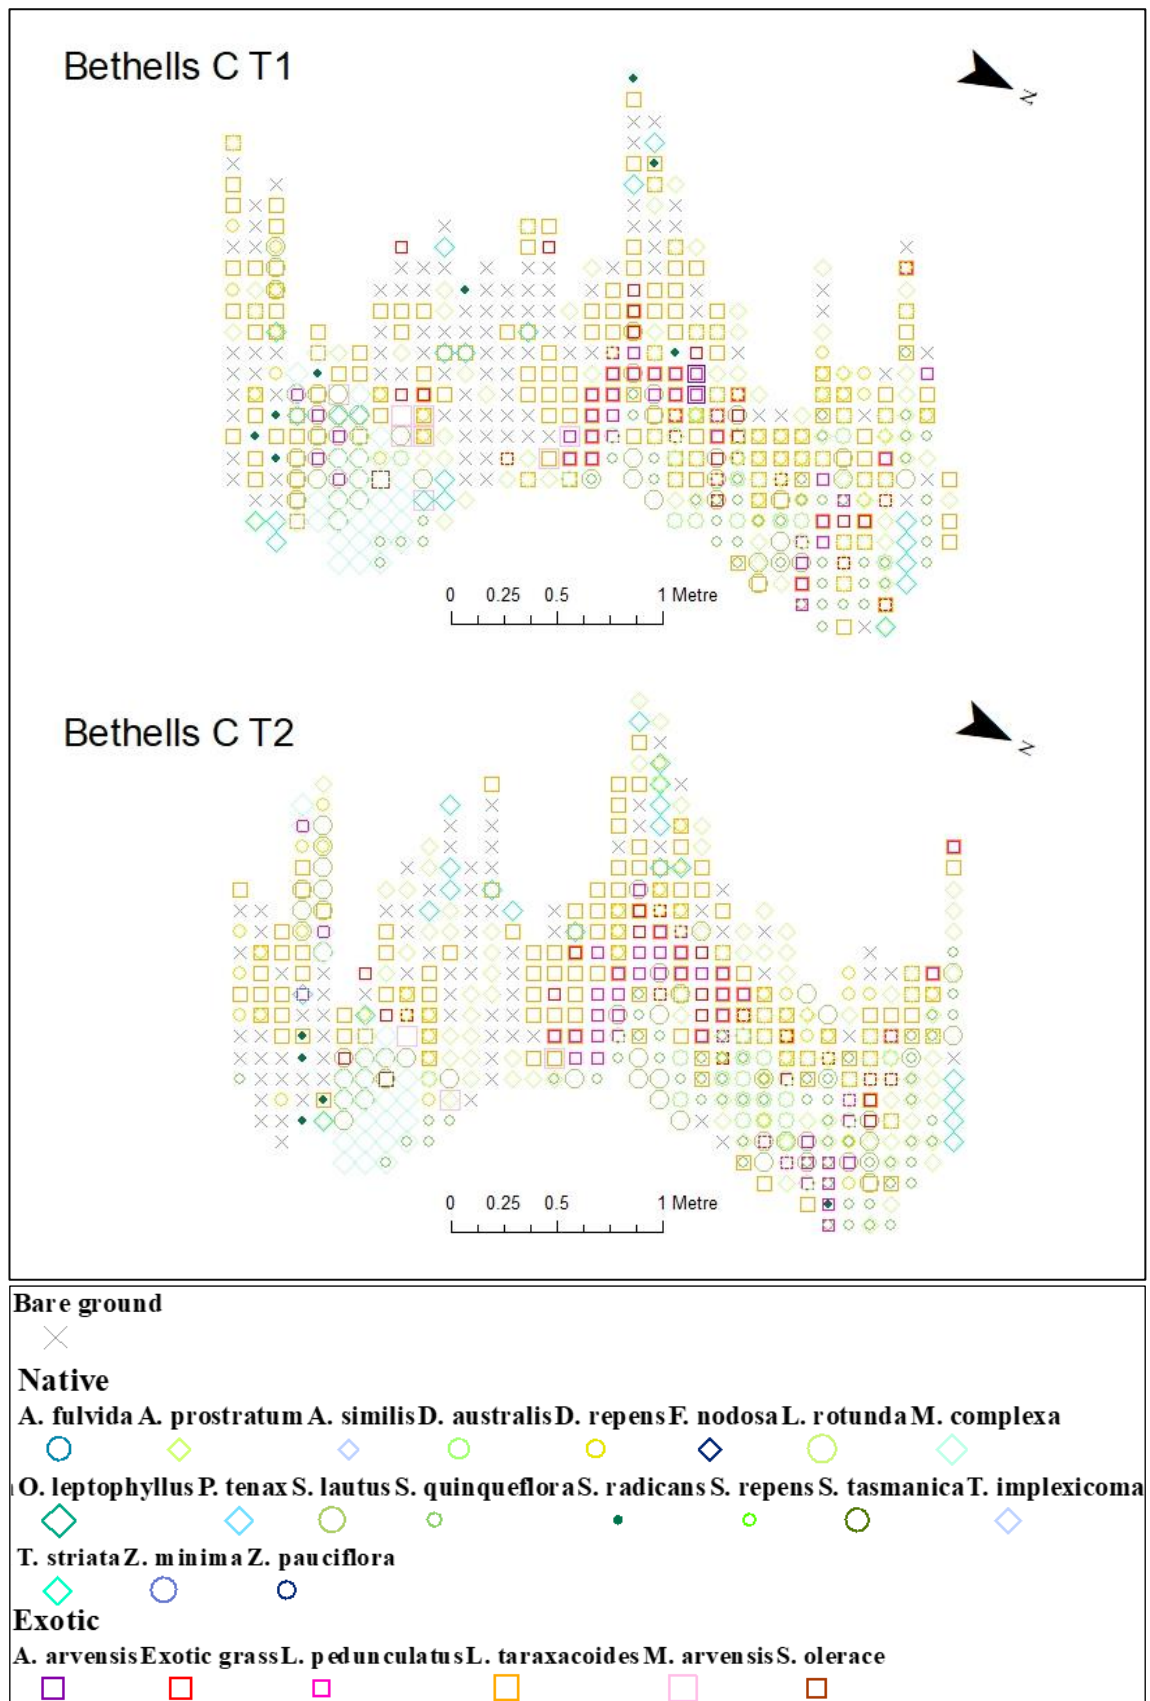 Bethells C T1
N
0 0.25 0.5 1 Metre
Bethells C T2
N
0 0.25 0.5 1 Metre
Bare ground
Native
A. fulvida A. prostratum A. similis D. australis D. repens F. nodosa L. rotunda M. complexa
O. leptophyllus P. tenax S. lautus S. quinqueflora S. radicans S. repens S. tasmanica T. implexicoma
T. striata Z. minima Z. pauciflora
Exotic
A. arvensis Exotic grass L. pedunculatus L. taraxacoides M. arvensis S. olerace